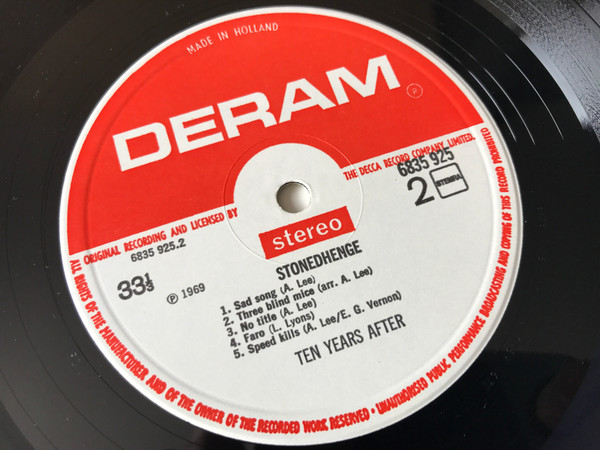 MADE IN HOLLAND
DERAM
P
ORIGINAL RECORDING AND LICENSED BY
THE DECCA RECORD COMPANY, LIMITED.
6835 925.2
6835 925
2
STEMRA
stereo
33⅓
Ⓟ 1969
STONEDHENGE
1. Sad song (A. Lee)
2. Three blind mice (arr. A. Lee)
3. No title (A. Lee)
4. Faro (L. Lyons)
5. Speed kills (A. Lee/E. G. Vernon)
TEN YEARS AFTER
ALL RIGHTS OF THE MANUFACTURER AND OF THE OWNER OF THE RECORDED WORK RESERVED • UNAUTHORISED PUBLIC PERFORMANCE BROADCASTING AND COPYING OF THIS RECORD PROHIBITED